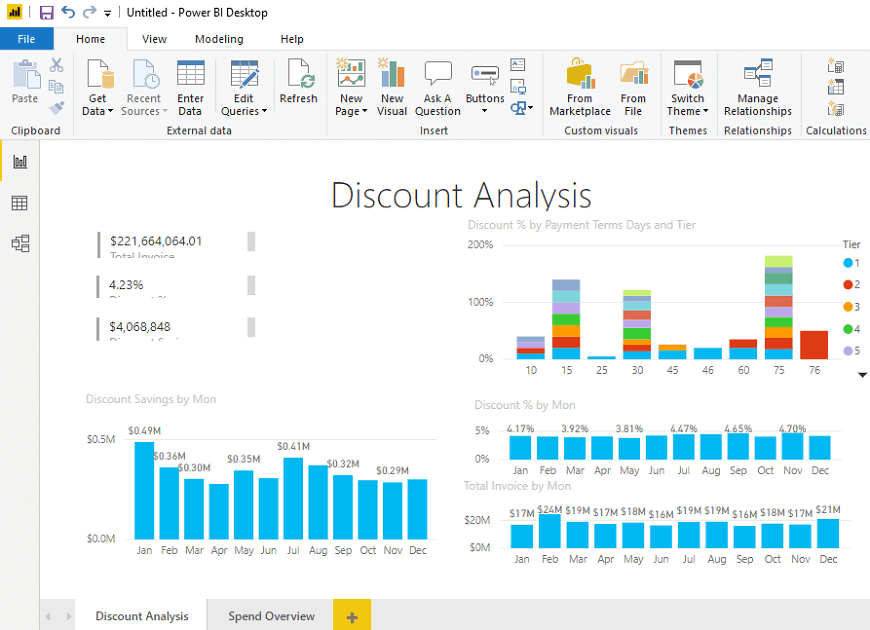 Untitled - Power BI Desktop
File Home View Modeling Help
Paste
Get Data
Recent Sources
Enter Data
Edit Queries
Refresh
New Page
New Visual
Ask A Question
Buttons
From Marketplace
From File
Switch Theme
Manage Relationships
Clipboard External data Insert Custom visuals Themes Relationships Calculations
Discount Analysis
$221,664,064.01
Total Invoice
4.23%
$4,068,848
Discount % by Payment Terms Days and Tier
200%
100%
0%
10 15 25 30 45 46 60 75 76
Tier
1
2
3
4
5
Discount Savings by Mon
$0.5M
$0.0M
$0.49M $0.36M $0.30M $0.35M $0.41M $0.32M $0.29M
Jan Feb Mar Apr May Jun Jul Aug Sep Oct Nov Dec
Discount % by Mon
5%
0%
4.17% 3.92% 3.81% 4.47% 4.65% 4.70%
Jan Feb Mar Apr May Jun Jul Aug Sep Oct Nov Dec
Total Invoice by Mon
$20M
$0M
$17M $24M $19M $17M $18M $16M $19M $19M $16M $18M $17M $21M
Jan Feb Mar Apr May Jun Jul Aug Sep Oct Nov Dec
Discount Analysis Spend Overview